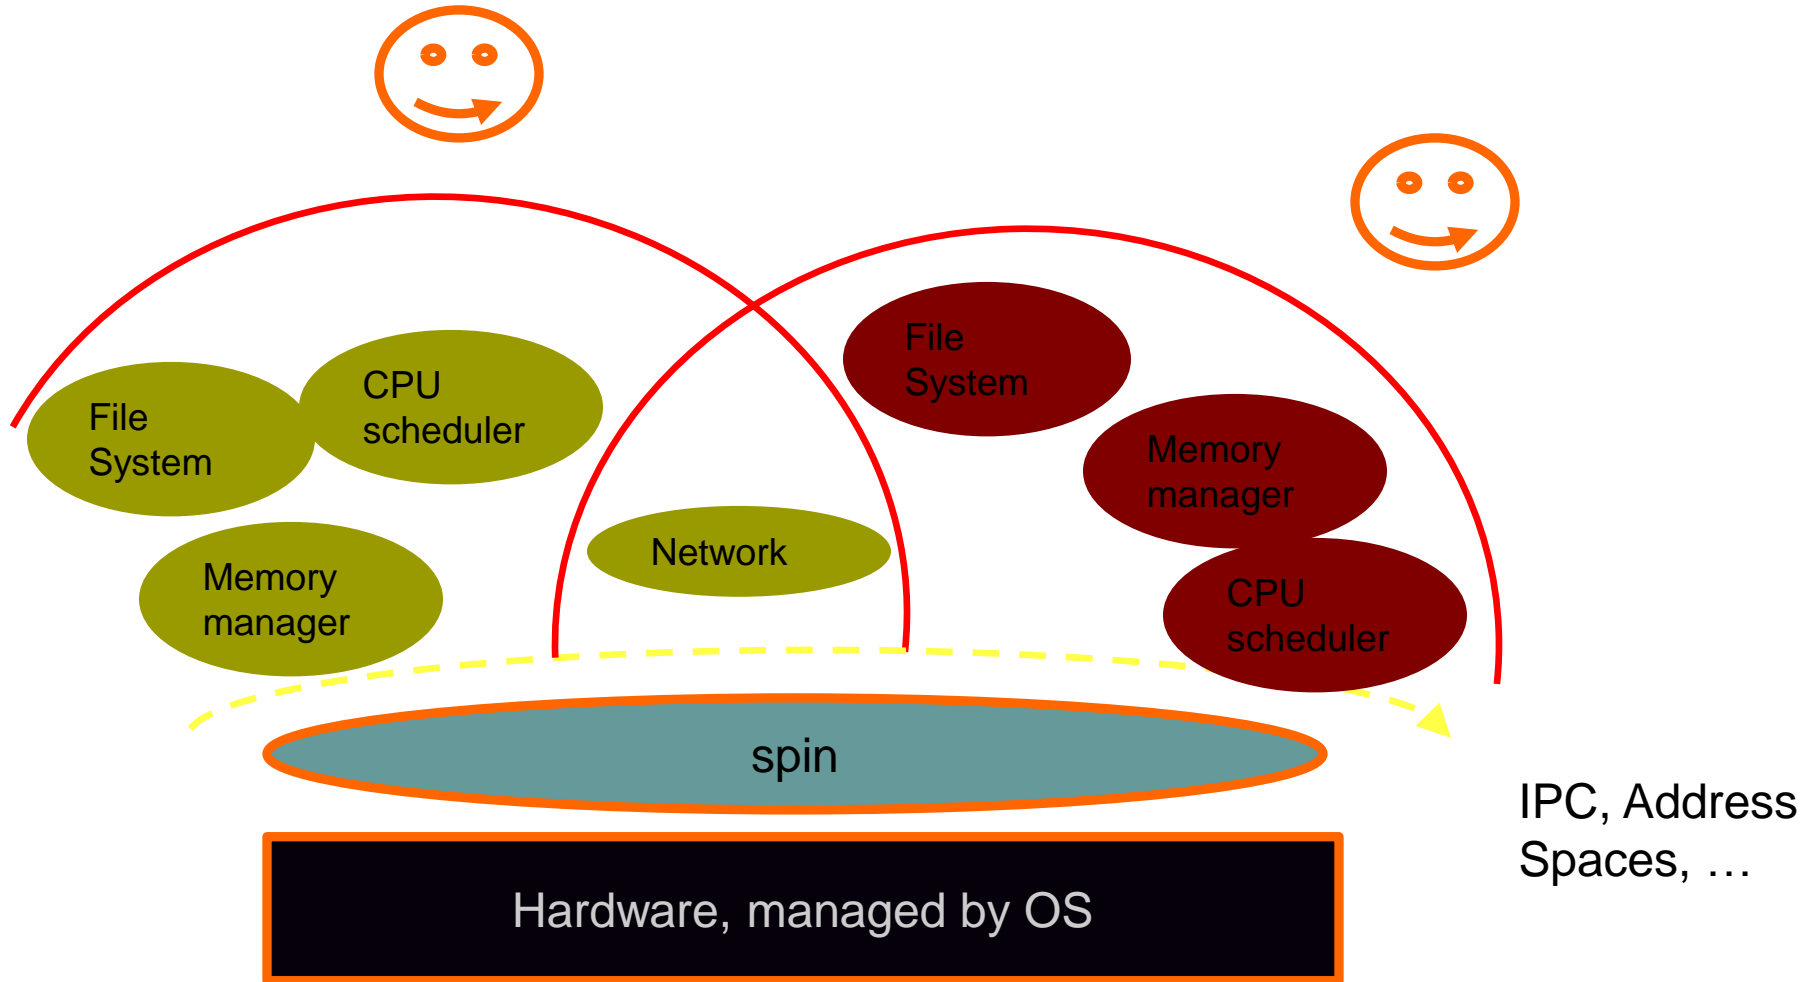 File
System
CPU
scheduler
Memory
manager
Network
File
System
Memory
manager
CPU
scheduler
spin
IPC, Address
Spaces, …
Hardware, managed by OS